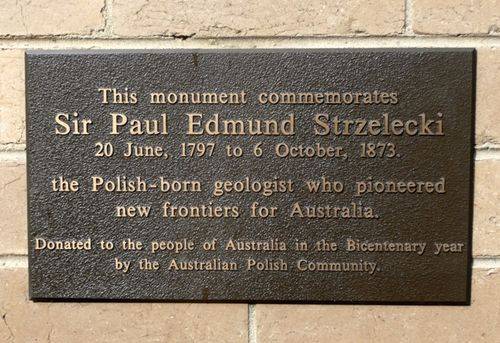 This monument commemorates
Sir Paul Edmund Strzelecki
20 June, 1797 to 6 October, 1873.
the Polish-born geologist who pioneered
new frontiers for Australia.
Donated to the people of Australia in the Bicentenary year
by the Australian Polish Community.